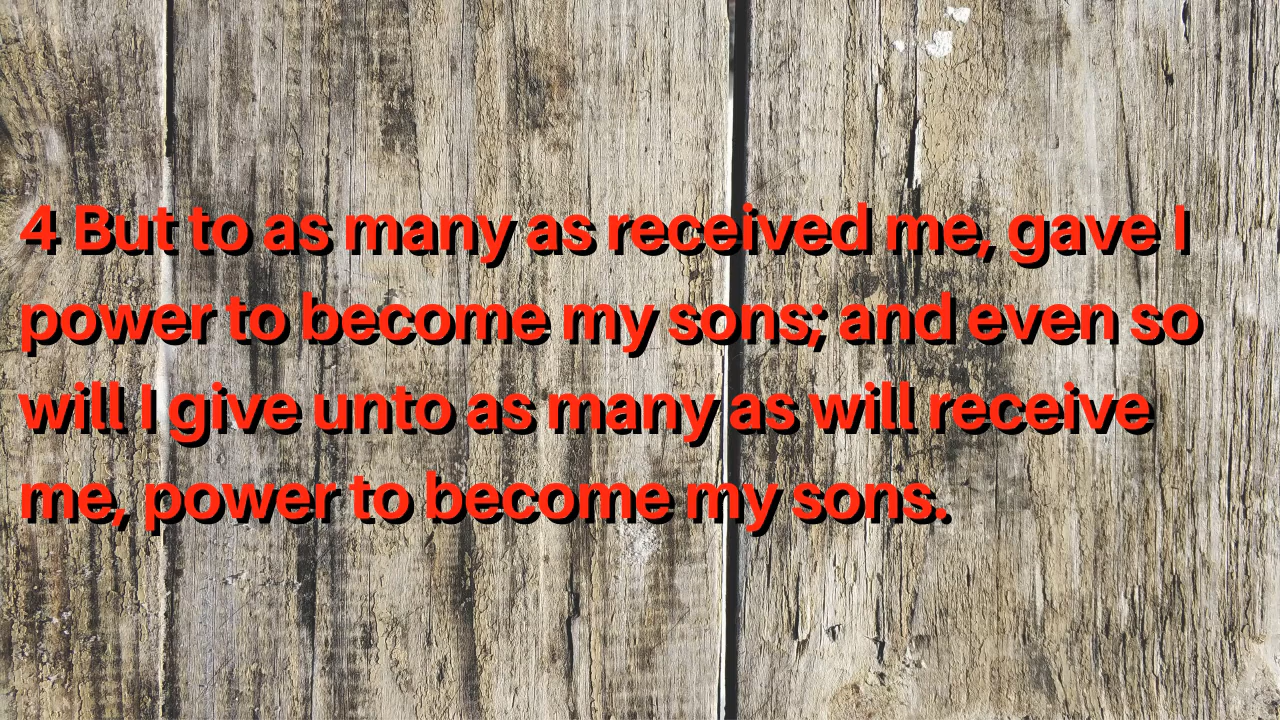 4 But to as many as received me, gave I
power to become my sons; and even so
will I give unto as many as will receive
me, power to become my sons.